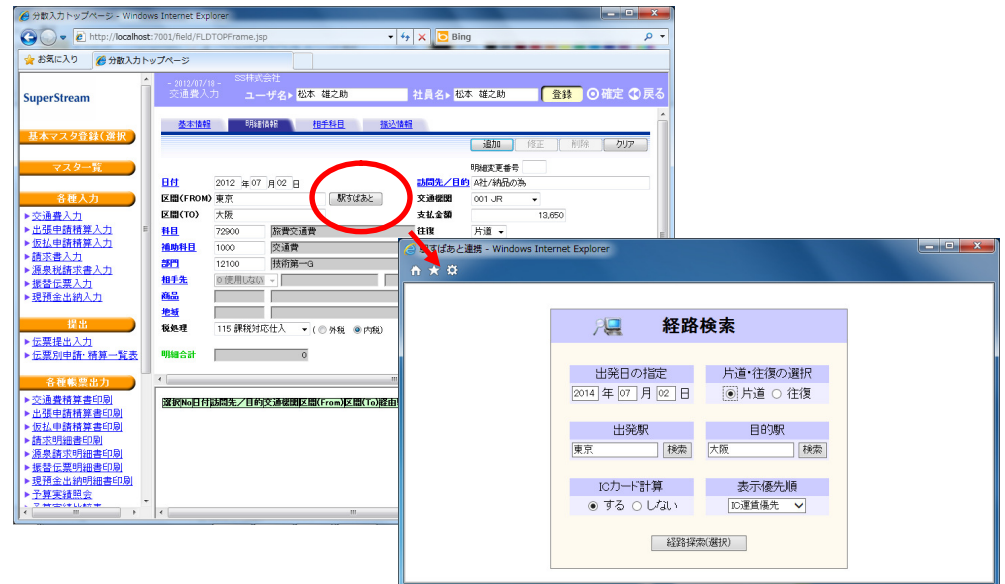 分散入力トップページ - Windows Internet Explorer
http://localhost:7001/field/FLDTOPFrame.jsp
Bing
お気に入り
分散入力トップページ
SuperStream
基本マスタ登録(選択
マスター覧
各種入力
交通費入力
出張申請精算入力
仮払申請精算入力
請求書入力
源泉税請求書入力
振替伝票入力
現預金出納入力
提出
伝票提出入力
伝票別申請・精算一覧表
各種帳票出力
交通費精算書印刷
出張申請精算書印刷
仮払申請精算書印刷
請求明細書印刷
源泉請求明細書印刷
振替伝票明細書印刷
現預金出納明細書印刷
予算実績照会
- 2012/07/18 -
SS株式会社
交通費入力
ユーザ名 松本 雄之助
社員名 松本 雄之助
登録 確定 戻る
基本情報 明細情報 相手科目 振込情報
追加 修正 削除 クリア
明細変更番号
日付 2012 年 07 月 02 日
訪問先／目的 A社/納品の為
区間(FROM) 東京 駅すぱあと
交通機関 001 JR
区間(TO) 大阪
支払金額 13,650
科目 72900 旅費交通費
往復 片道
補助科目 1000 交通費
部門 12100 技術第一G
相手先 0:使用しない
商品
地域
税処理 115 課税対応仕入 ( 外税 内税)
明細合計 0
選択No日付訪問先／目的交通機関区間(From)区間(To)経由
駅すぱあと連携 - Windows Internet Explorer
経路検索
出発日の指定
片道・往復の選択
2014 年 07 月 02 日
片道 往復
出発駅
目的駅
東京 検索
大阪 検索
ICカード計算
表示優先順
する しない
IC運賃優先
経路探索(選択)